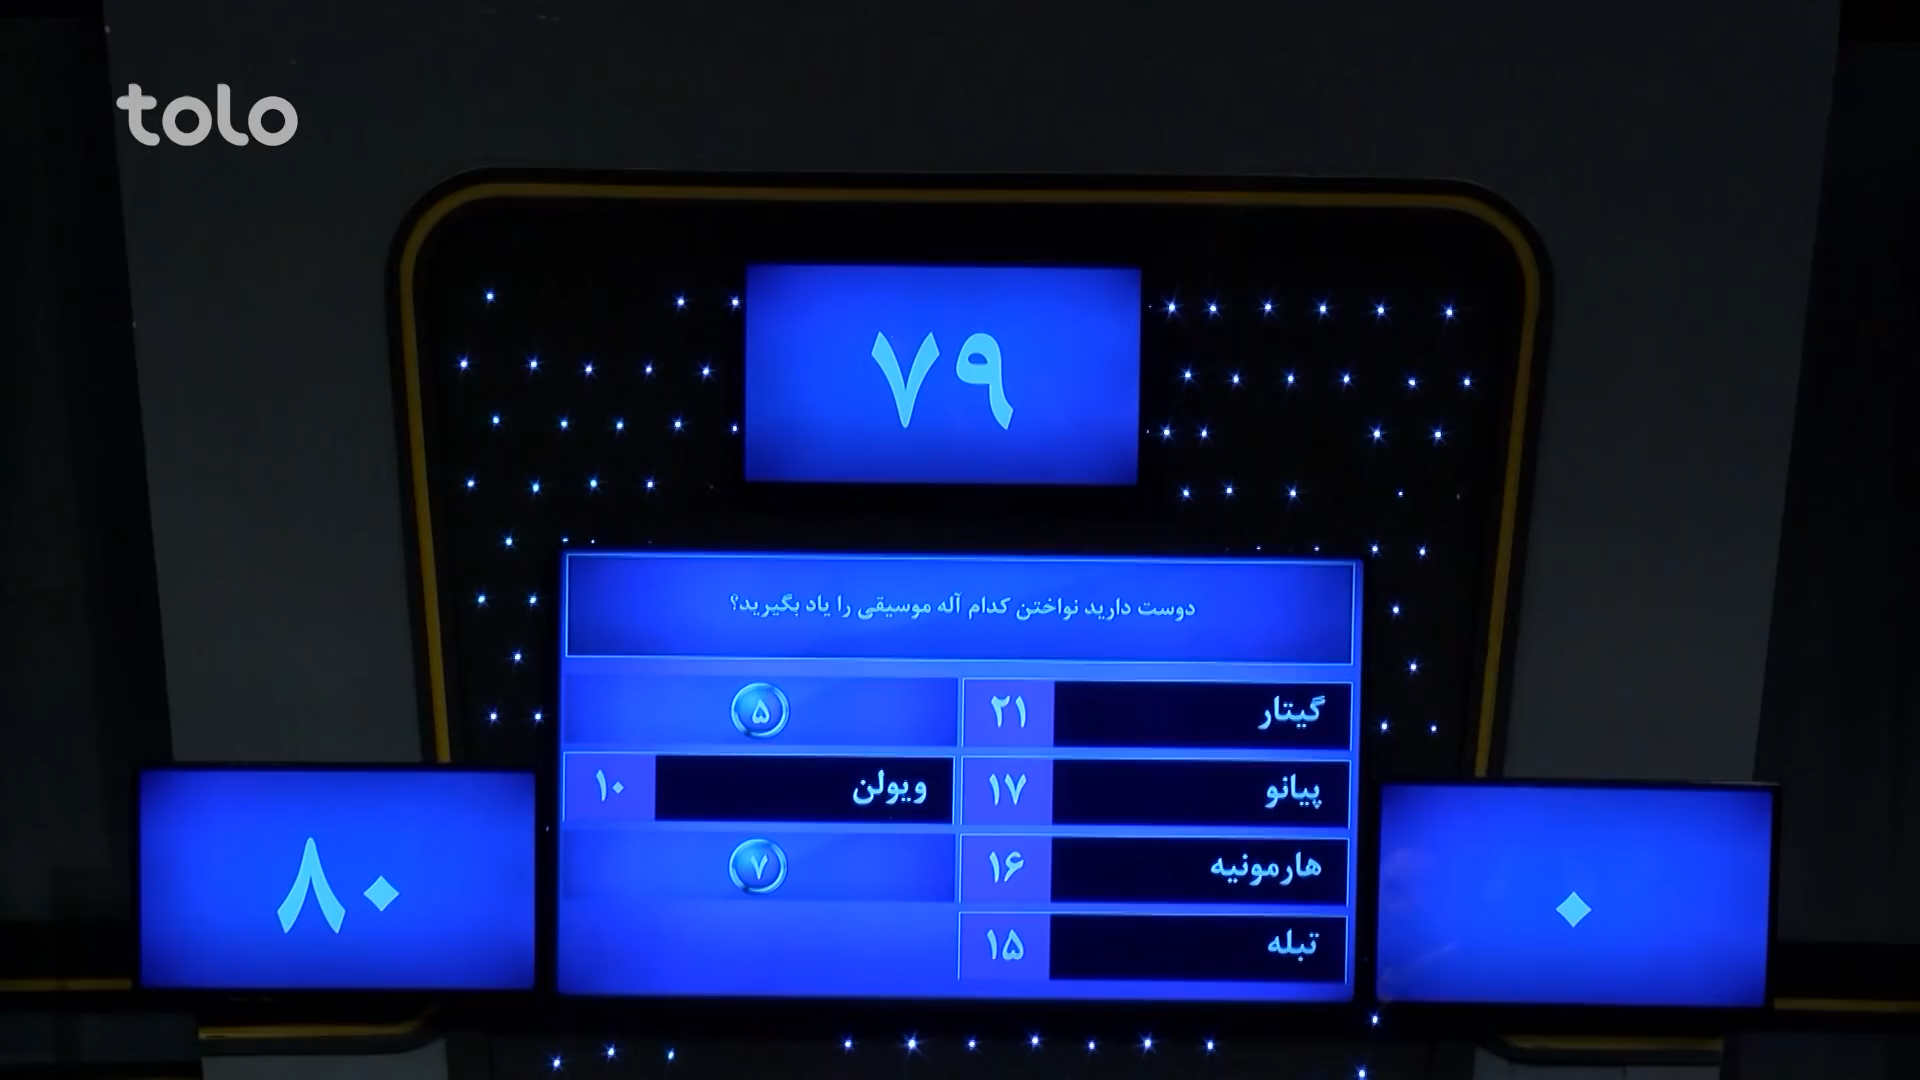 tolo
۷۹
دوست دارید نواختن کدام آله موسیقی را یاد بگیرید؟
گیتار ۲۱
۵
پیانو ۱۷
ویولن ۱۰
هارمونیه ۱۶
۷
تبله ۱۵
۸۰
۰